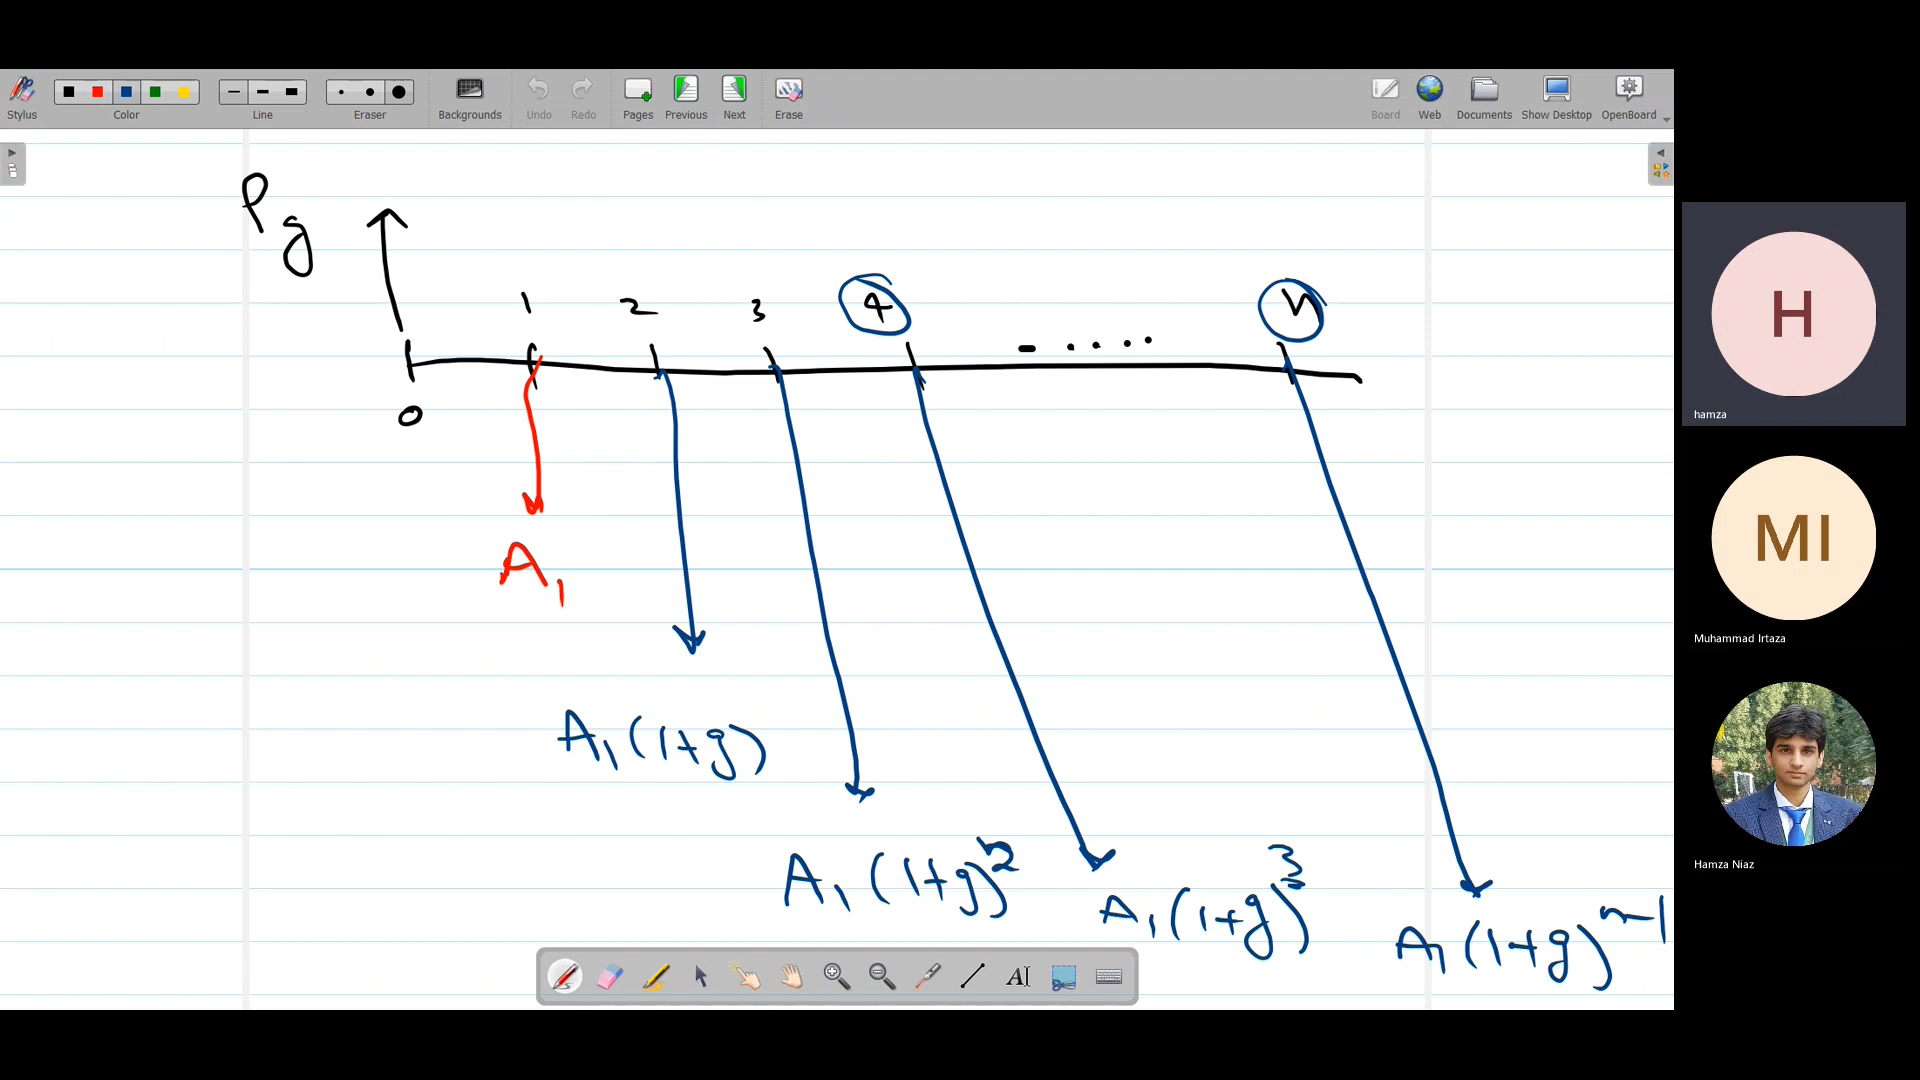 Stylus
Color
Line
Eraser
Backgrounds
Undo
Redo
Pages
Previous
Next
Erase
Board
Web
Documents
Show Desktop
OpenBoard
Pg
1 2 3 4 n
0
A₁
A₁(1+g)
A₁(1+g)²
A₁(1+g)³
A₁(1+g)ⁿ⁻¹
AI
H
hamza
MI
Muhammad Irtaza
Hamza Niaz